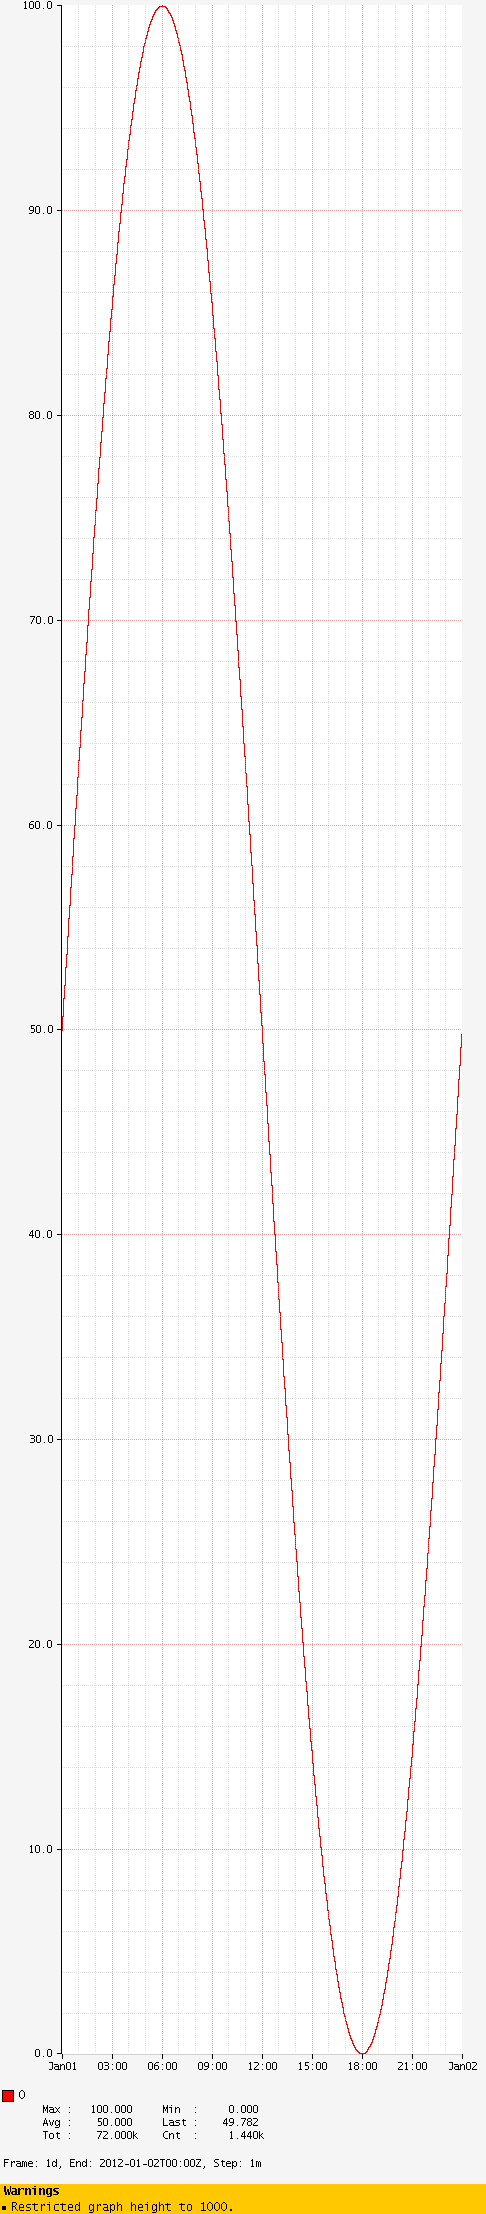 100.0
90.0
80.0
70.0
60.0
50.0
40.0
30.0
20.0
10.0
0.0
Jan01 03:00 06:00 09:00 12:00 15:00 18:00 21:00 Jan02
0
Max : 100.000 Min : 0.000
Avg : 50.000 Last : 49.782
Tot : 72.000k Cnt : 1.440k
Frame: 1d, End: 2012-01-02T00:00Z, Step: 1m
Warnings
▪ Restricted graph height to 1000.